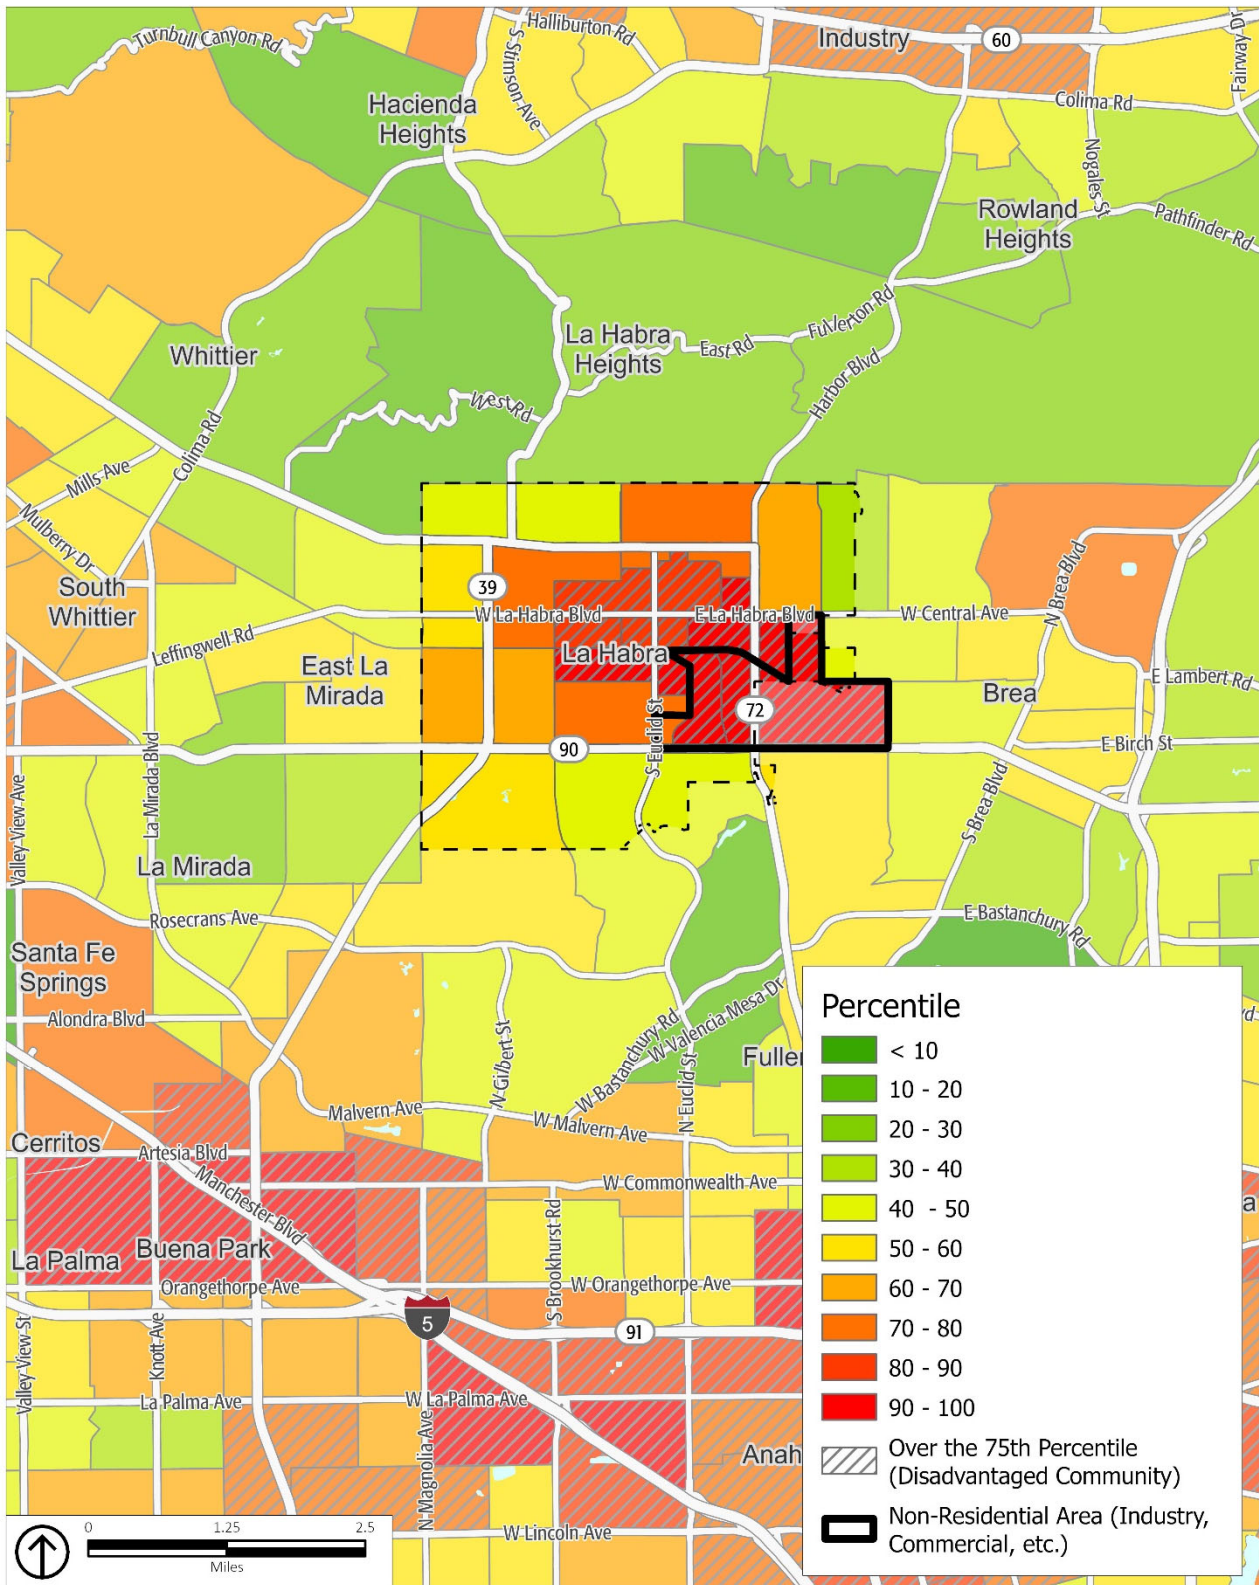 Turnbull Canyon Rd
Halliburton Rd
S Stimson Ave
Industry
60
Fairway Dr
Hacienda
Heights
Colima Rd
Nogales St
Rowland
Heights
Pathfinder Rd
Whittier
La Habra
Heights
East Rd
Fullerton Rd
Harbor Blvd
West Rd
Colima Rd
Mills Ave
Mulberry Dr
South
Whittier
39
W La Habra Blvd
E La Habra Blvd
W Central Ave
N Brea Blvd
Leffingwell Rd
La Habra
East La
Mirada
E Lambert Rd
Brea
72
S Euclid St
90
E Birch St
La Mirada Blvd
Valley View Ave
S Brea Blvd
La Mirada
Rosecrans Ave
E Bastanchury Rd
Santa Fe
Springs
Alondra Blvd
N Gilbert St
W Bastanchury Rd
W Valencia Mesa Dr
Fuller
N Euclid St
Malvern Ave
W Malvern Ave
Cerritos
Artesia Blvd
Manchester Blvd
W Commonwealth Ave
La Palma
Buena Park
Orangethorpe Ave
S Brookhurst Rd
W Orangethorpe Ave
5
91
Valley View St
Knott Ave
La Palma Ave
W La Palma Ave
N Magnolia Ave
Anah
W Lincoln Ave
vd
a
Percentile
< 10
10 - 20
20 - 30
30 - 40
40 - 50
50 - 60
60 - 70
70 - 80
80 - 90
90 - 100
Over the 75th Percentile
(Disadvantaged Community)
Non-Residential Area (Industry,
Commercial, etc.)
0 1.25 2.5
Miles